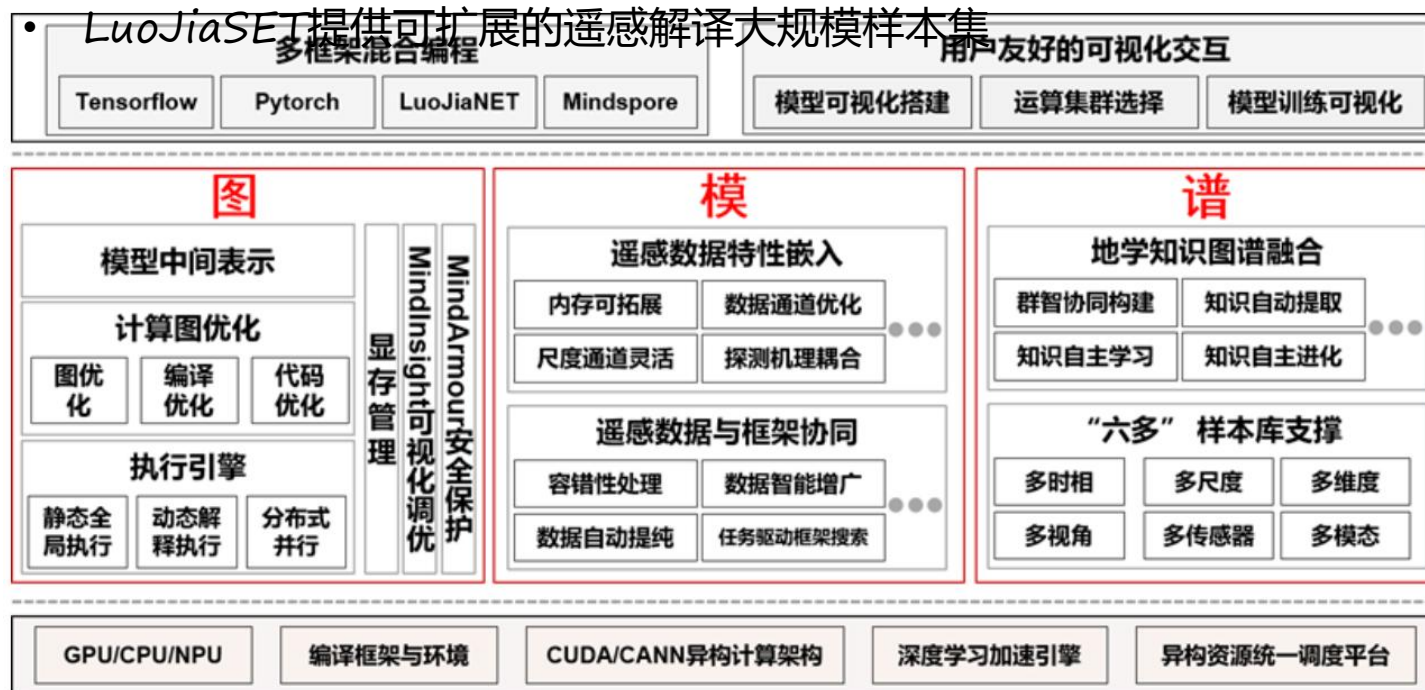 • LuoJiaSET提供可扩展的遥感解译大规模样本集
多框架混合编程
Tensorflow
Pytorch
LuoJiaNET
Mindspore
用户友好的可视化交互
模型可视化搭建
运算集群选择
模型训练可视化
图
模型中间表示
计算图优化
图优
化
编译
优化
代码
优化
执行引擎
静态全
局执行
动态解
释执行
分布式
并行
显存管理
MindInsight可视化调优
MindArmour安全保护
模
遥感数据特性嵌入
内存可拓展
数据通道优化
尺度通道灵活
探测机理耦合
遥感数据与框架协同
容错性处理
数据智能增广
数据自动提纯
任务驱动框架搜索
谱
地学知识图谱融合
群智协同构建
知识自动提取
知识自主学习
知识自主进化
“六多” 样本库支撑
多时相
多尺度
多维度
多视角
多传感器
多模态
GPU/CPU/NPU
编译框架与环境
CUDA/CANN异构计算架构
深度学习加速引擎
异构资源统一调度平台